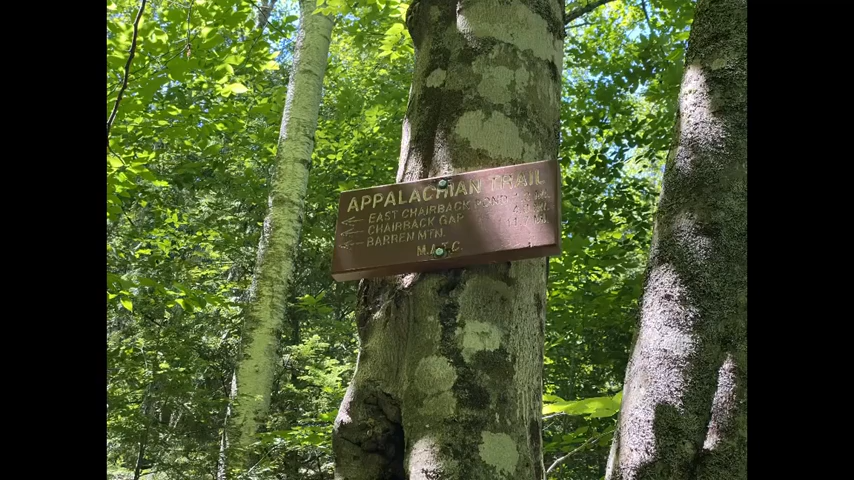 APPALACHIAN TRAIL
← EAST CHAIRBACK POND
← CHAIRBACK GAP
← BARREN MTN.
M.A.T.C.